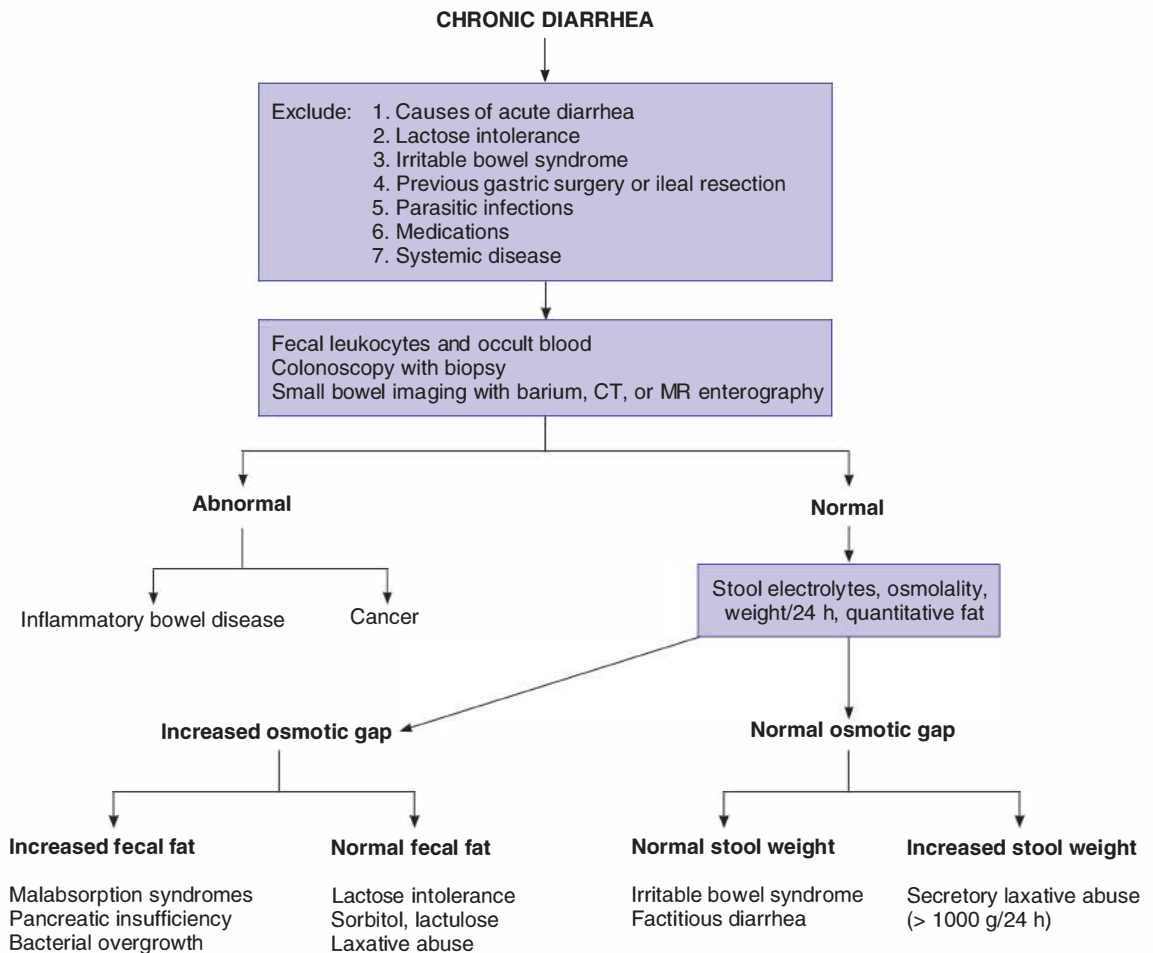 CHRONIC DIARRHEA
Exclude: 1. Causes of acute diarrhea
2. Lactose intolerance
3. Irritable bowel syndrome
4. Previous gastric surgery or ileal resection
5. Parasitic infections
6. Medications
7. Systemic disease
Fecal leukocytes and occult blood
Colonoscopy with biopsy
Small bowel imaging with barium, CT, or MR enterography
Abnormal
Normal
Inflammatory bowel disease
Cancer
Stool electrolytes, osmolality,
weight/24 h, quantitative fat
Increased osmotic gap
Normal osmotic gap
Increased fecal fat
Malabsorption syndromes
Pancreatic insufficiency
Bacterial overgrowth
Normal fecal fat
Lactose intolerance
Sorbitol, lactulose
Laxative abuse
Normal stool weight
Irritable bowel syndrome
Factitious diarrhea
Increased stool weight
Secretory laxative abuse
(> 1000 g/24 h)